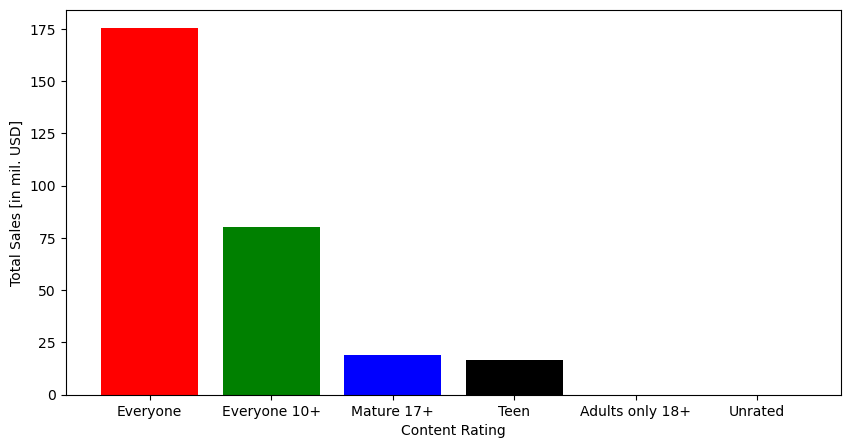 Total Sales [in mil. USD]
175
150
125
100
75
50
25
0
Everyone Everyone 10+ Mature 17+ Teen Adults only 18+ Unrated
Content Rating